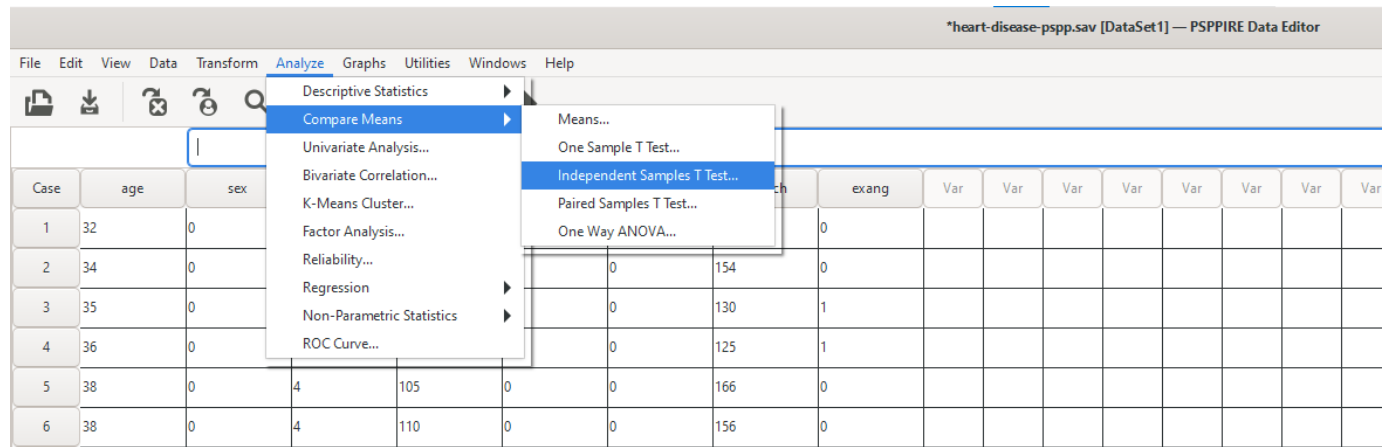 *heart-disease-pspp.sav [DataSet1] — PSPPIRE Data Editor
File Edit View Data Transform Analyze Graphs Utilities Windows Help
Descriptive Statistics
Compare Means
Univariate Analysis...
Bivariate Correlation...
K-Means Cluster...
Factor Analysis...
Reliability...
Regression
Non-Parametric Statistics
ROC Curve...
Means...
One Sample T Test...
Independent Samples T Test...
Paired Samples T Test...
One Way ANOVA...
Case age sex ch exang Var Var Var Var Var Var Var Var
1 32 0 0
2 34 0 0 154 0
3 35 0 0 130 1
4 36 0 0 125 1
5 38 0 4 105 0 0 166 0
6 38 0 4 110 0 0 156 0